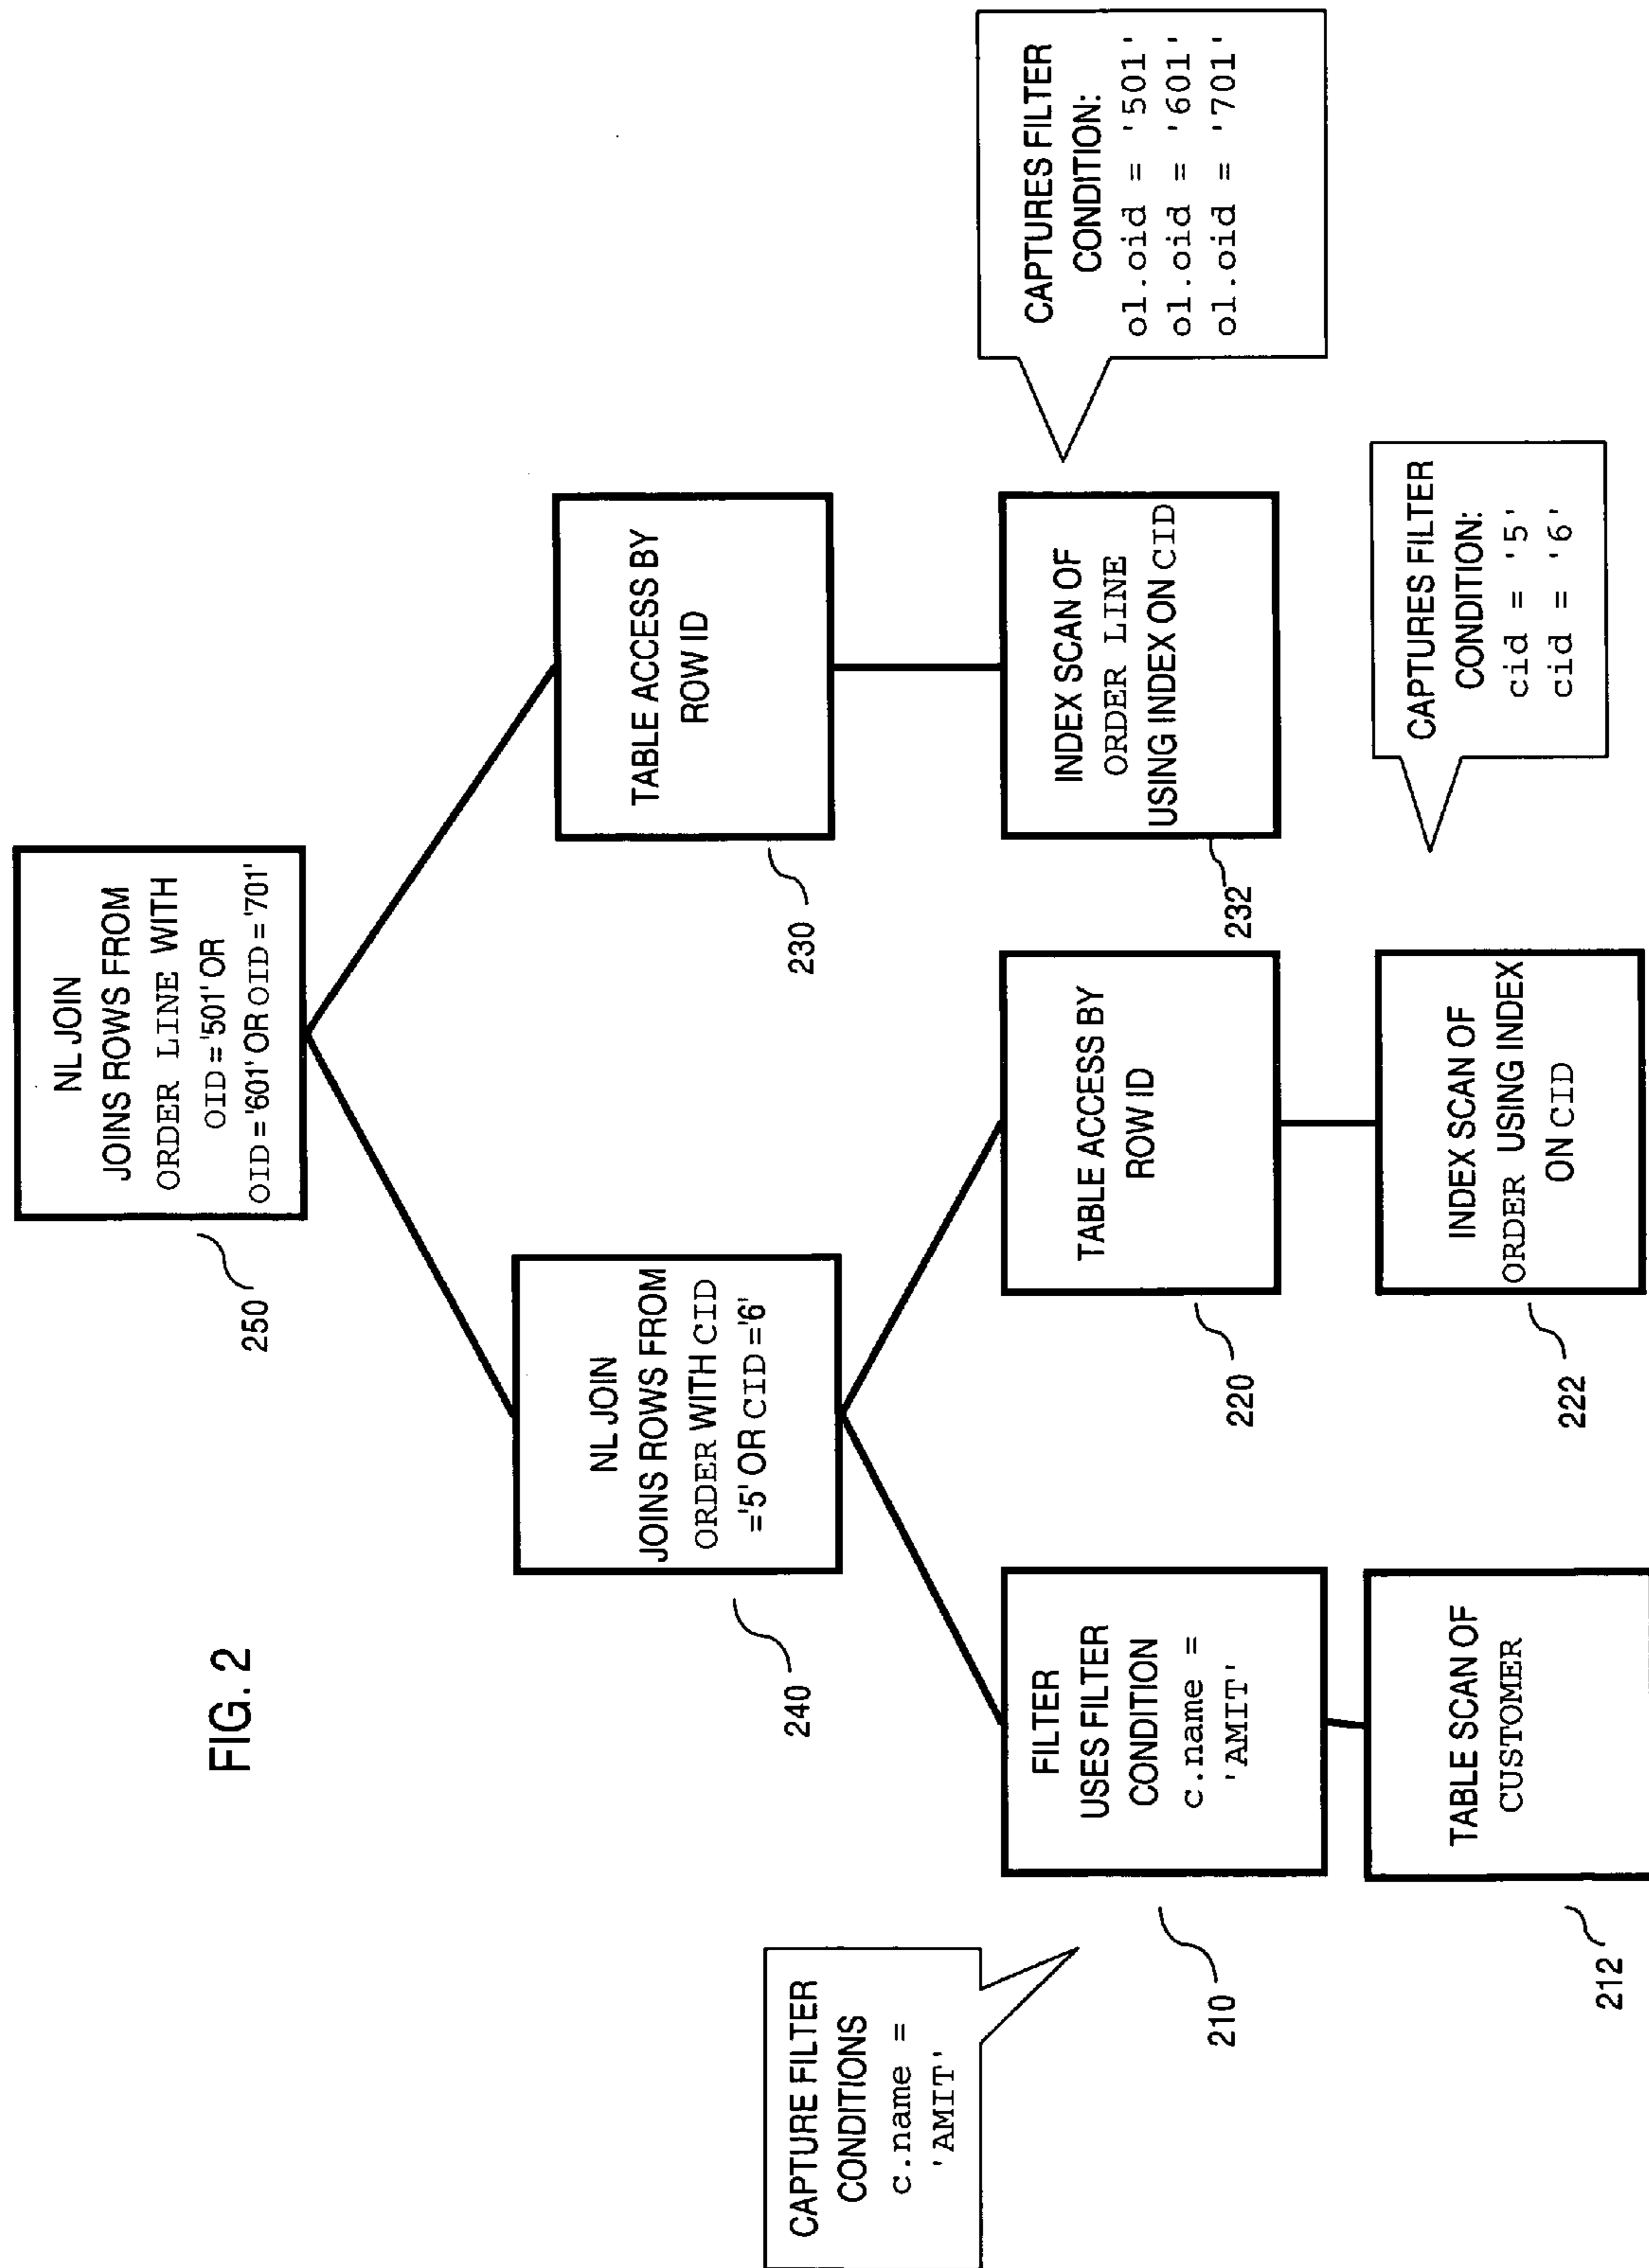 FIG. 2
NL JOIN
JOINS ROWS FROM
ORDER LINE WITH
OID = '501' OR
OID = '601' OR OID = '701'
250
NL JOIN
JOINS ROWS FROM
ORDER WITH CID
='5' OR CID = '6'
240
TABLE ACCESS BY
ROW ID
230
CAPTURE FILTER
CONDITIONS
c.name =
'AMIT'
FILTER
USES FILTER
CONDITION
c.name =
'AMIT'
210
TABLE ACCESS BY
ROW ID
220
INDEX SCAN OF
ORDER LINE
USING INDEX ON CID
232
CAPTURES FILTER
CONDITION:
ol.oid = '501'
ol.oid = '601'
ol.oid = '701'
TABLE SCAN OF
CUSTOMER
212
INDEX SCAN OF
ORDER USING INDEX
ON CID
222
CAPTURES FILTER
CONDITION:
cid = '5'
cid = '6'